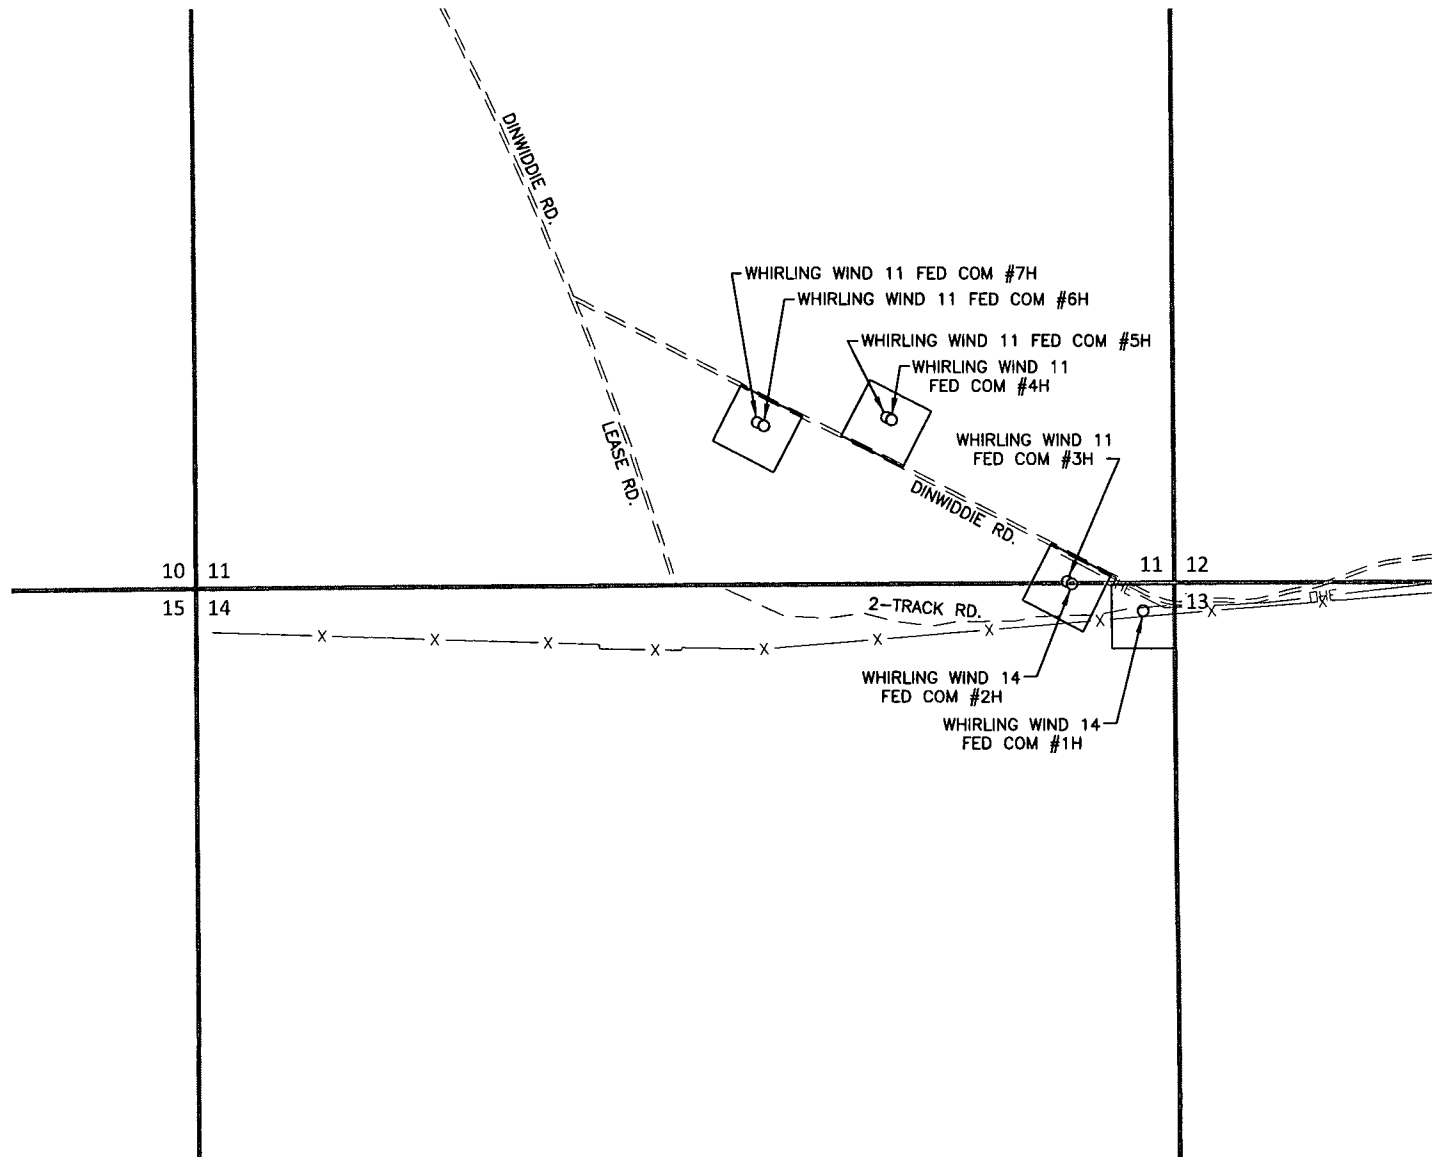 DINWIDDIE RD.
WHIRLING WIND 11 FED COM #7H
WHIRLING WIND 11 FED COM #6H
WHIRLING WIND 11 FED COM #5H
WHIRLING WIND 11
FED COM #4H
LEASE RD.
WHIRLING WIND 11
FED COM #3H
DINWIDDIE RD.
10 11
11 12
15 14
13
OHE
OHE
2-TRACK RD.
X X X X X X X X X X
WHIRLING WIND 14
FED COM #2H
WHIRLING WIND 14
FED COM #1H